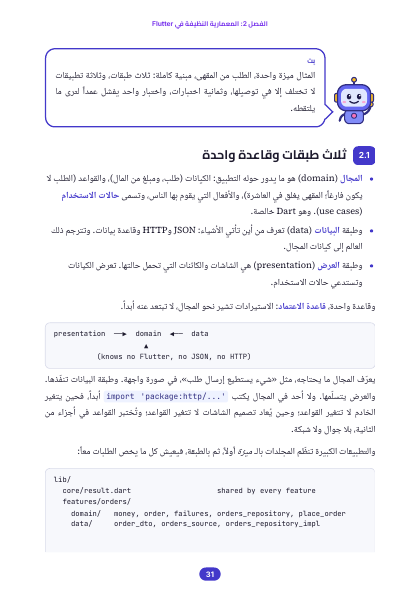 الفصل 2: المعمارية النظيفة في Flutter
بت
المثال ميزة واحدة، الطلب من المقهى، مبنية كاملة: ثلاث طبقات، وثلاثة تطبيقات
لا تختلف إلا في توصيلها، وثمانية اختبارات، واختبار واحد يفشل عمداً لترى ما
يلتقطه.
2.1 ثلاث طبقات وقاعدة واحدة
• المجال (domain) هو ما يدور حوله التطبيق: الكيانات (طلب، ومبلغ من المال)، والقواعد (الطلب لا
يكون فارغاً؛ المقهى يغلق في العاشرة)، والأفعال التي يقوم بها الناس، وتسمى حالات الاستخدام
(use cases). وهو Dart خالصة.
• وطبقة البيانات (data) تعرف من أين تأتي الأشياء: JSON وHTTP وقاعدة بيانات. وتترجم ذلك
العالم إلى كيانات المجال.
• وطبقة العرض (presentation) هي الشاشات والكائنات التي تحمل حالتها. تعرض الكيانات
وتستدعي حالات الاستخدام.
وقاعدة واحدة، قاعدة الاعتماد: الاستيرادات تشير نحو المجال، لا تبتعد عنه أبداً.
presentation ──▶ domain ◀── data
▲
(knows no Flutter, no JSON, no HTTP)
يعرّف المجال ما يحتاجه، مثل «شيء يستطيع إرسال طلب»، في صورة واجهة. وطبقة البيانات تنفّذها.
والعرض يتسلّمها. ولا أحد في المجال يكتب import 'package:http/...' أبداً، فحين يتغير
الخادم لا تتغير القواعد؛ وحين يُعاد تصميم الشاشات لا تتغير القواعد؛ وتُختبر القواعد في أجزاء من
الثانية، بلا جوال ولا شبكة.
والتطبيقات الكبيرة تنظّم المجلدات بالـ ميزة أولاً، ثم بالطبقة، فيعيش كل ما يخص الطلبات معاً:
lib/
core/result.dart shared by every feature
features/orders/
domain/ money, order, failures, orders_repository, place_order
data/ order_dto, orders_source, orders_repository_impl
31